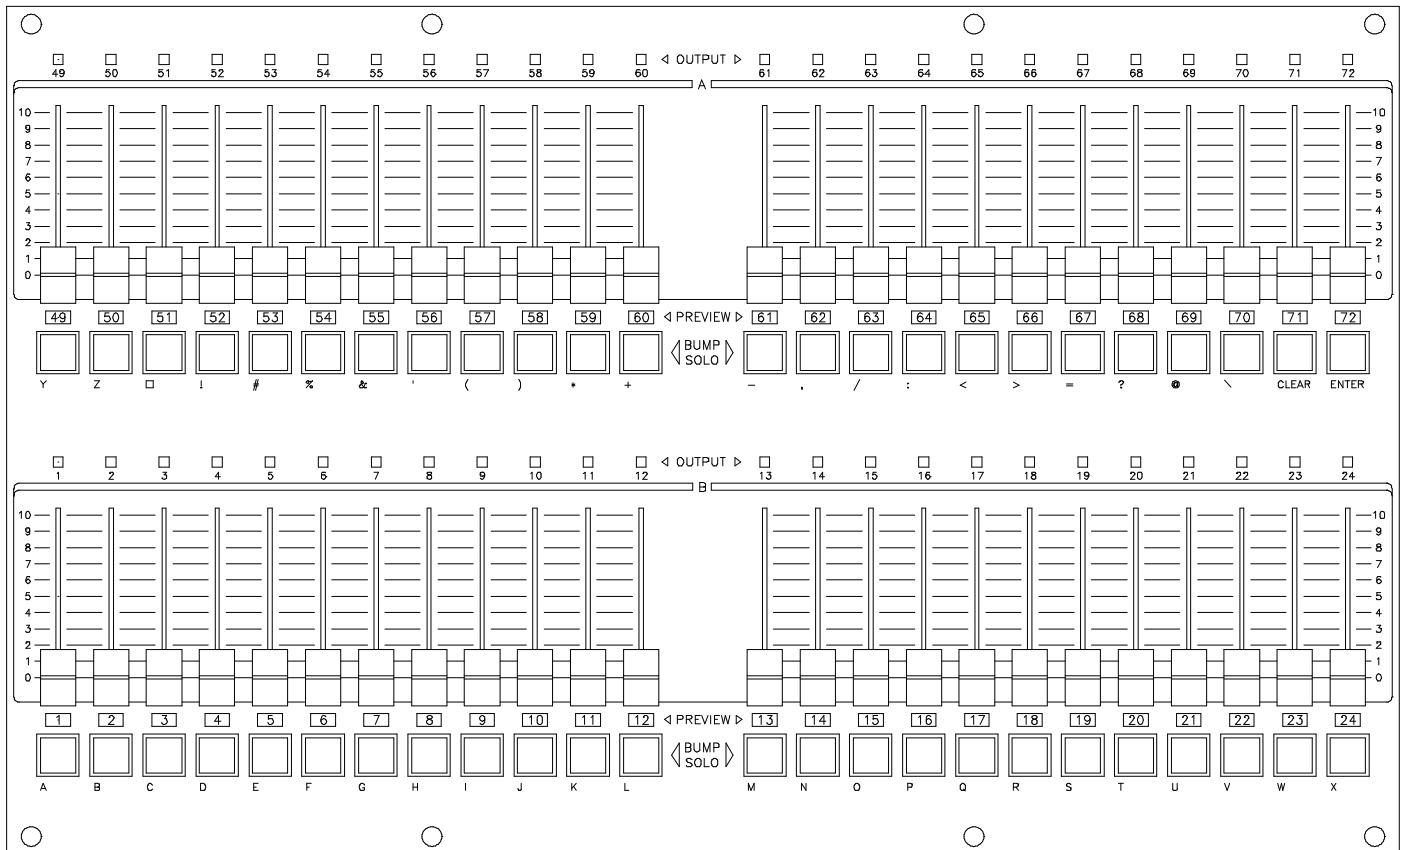 49 50 51 52 53 54 55 56 57 58 59 60 OUTPUT 61 62 63 64 65 66 67 68 69 70 71 72
A
10 10
9 9
8 8
7 7
6 6
5 5
4 4
3 3
2 2
1 1
0 0
49 50 51 52 53 54 55 56 57 58 59 60 PREVIEW 61 62 63 64 65 66 67 68 69 70 71 72
BUMP
SOLO
Y Z □ ! # % & ' ( ) * + - , / : < > = ? @ \ CLEAR ENTER
1 2 3 4 5 6 7 8 9 10 11 12 OUTPUT 13 14 15 16 17 18 19 20 21 22 23 24
B
10 10
9 9
8 8
7 7
6 6
5 5
4 4
3 3
2 2
1 1
0 0
1 2 3 4 5 6 7 8 9 10 11 12 PREVIEW 13 14 15 16 17 18 19 20 21 22 23 24
BUMP
SOLO
A B C D E F G H I J K L M N O P Q R S T U V W X